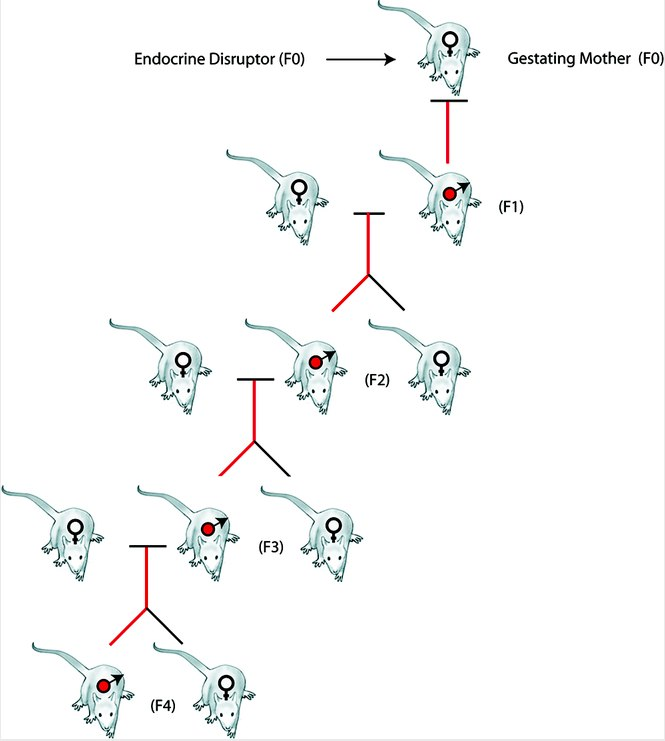 Endocrine Disruptor (F0)
Gestating Mother (F0)
(F1)
(F2)
(F3)
(F4)